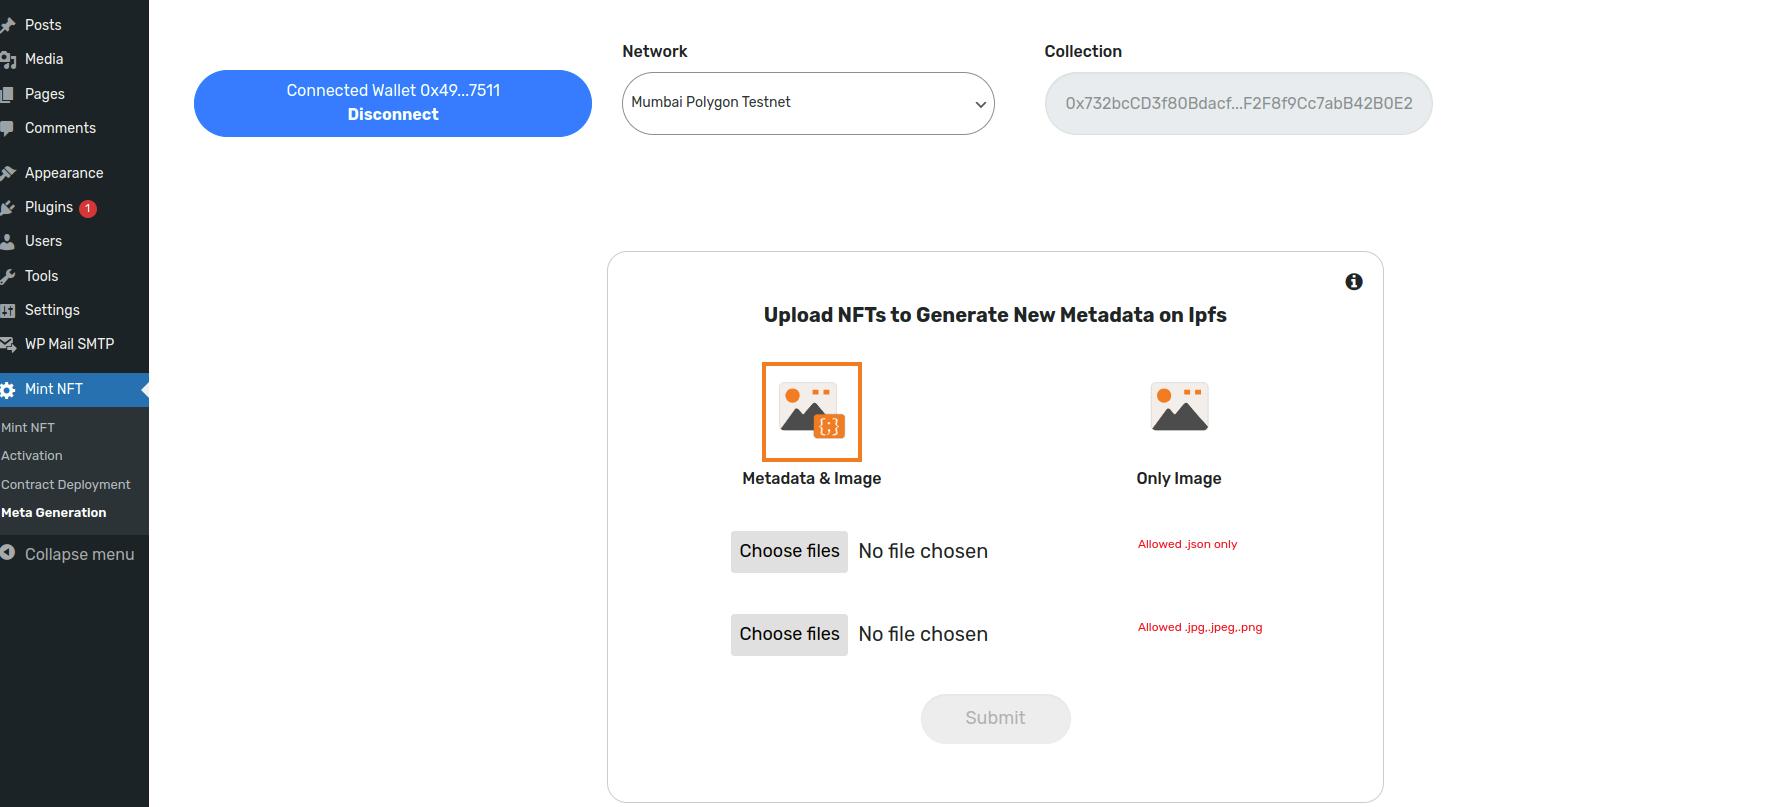 Posts
Media
Pages
Comments
Appearance
Plugins 1
Users
Tools
Settings
WP Mail SMTP
Mint NFT
Mint NFT
Activation
Contract Deployment
Meta Generation
Collapse menu
Connected Wallet 0x49...7511
Disconnect
Network
Mumbai Polygon Testnet
Collection
0x732bcCD3f80Bdacf...F2F8f9Cc7abB42B0E2
Upload NFTs to Generate New Metadata on Ipfs
{;}
Metadata & Image
Only Image
Choose files No file chosen
Allowed .json only
Choose files No file chosen
Allowed .jpg,.jpeg,.png
Submit